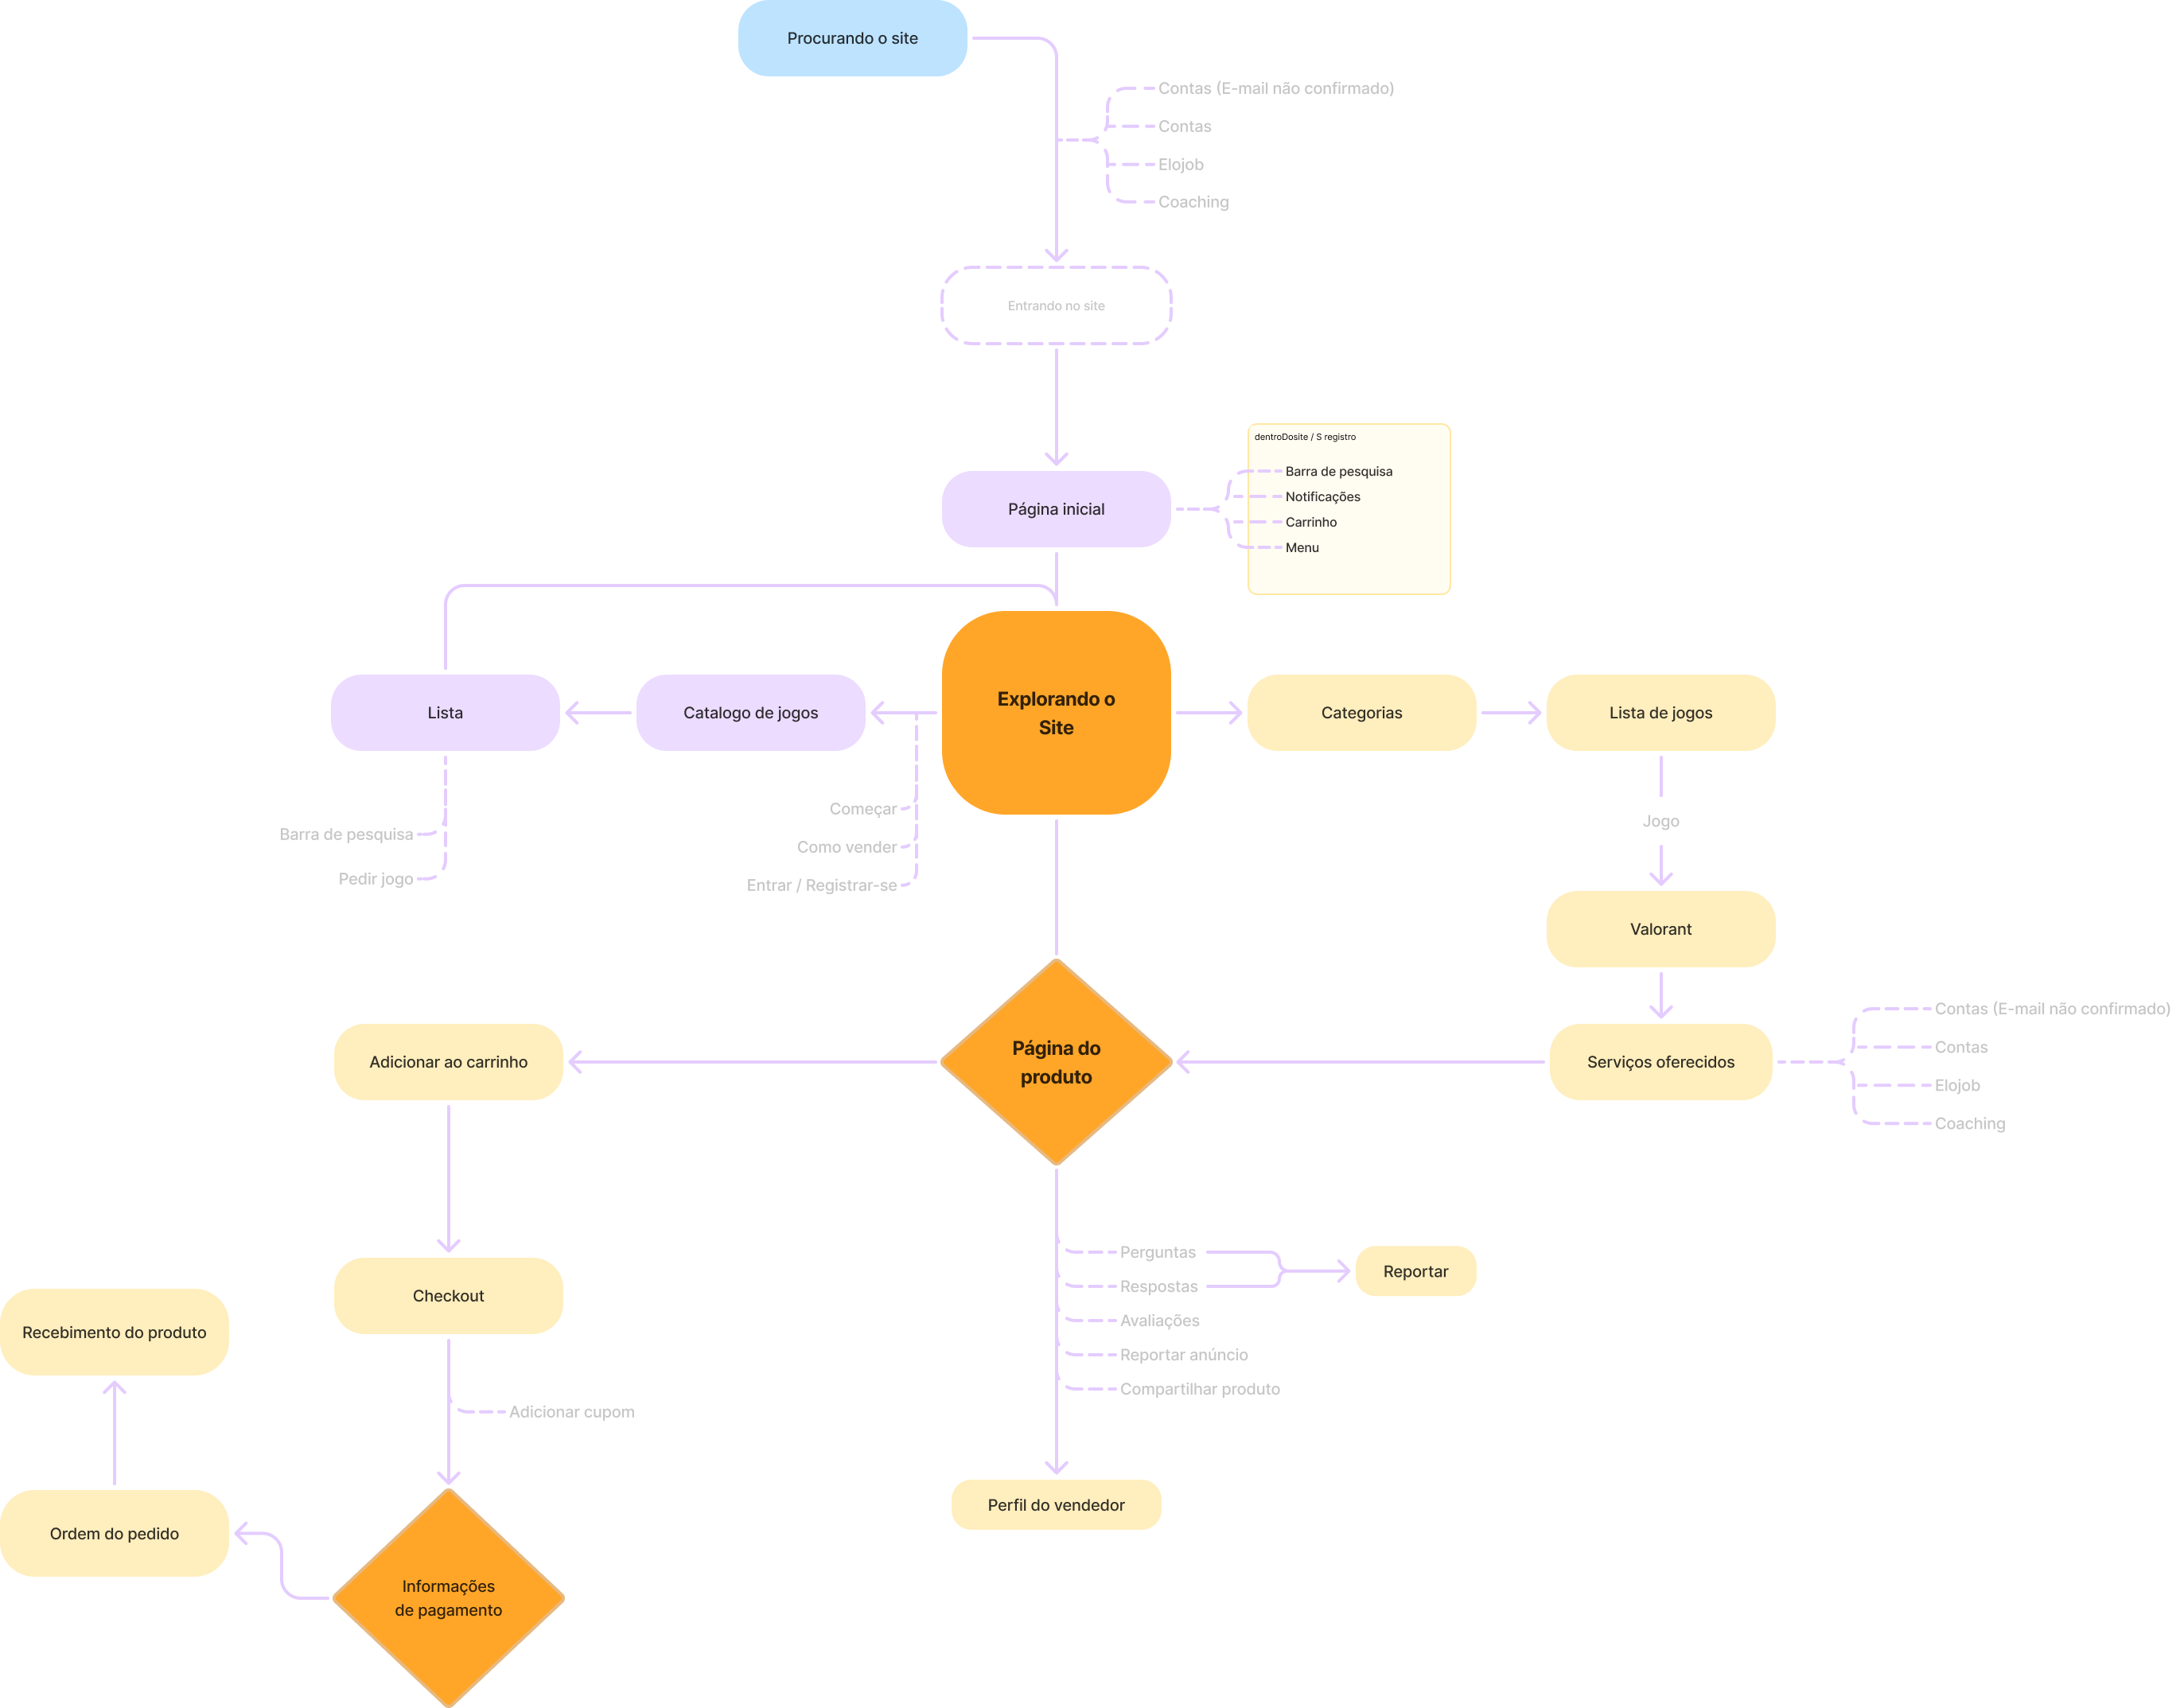 Procurando o site
Contas (E-mail não confirmado)
Contas
Elojob
Coaching
Entrando no site
dentroDosite / S registro
Barra de pesquisa
Notificações
Carrinho
Menu
Página inicial
Explorando o
Site
Lista
Catalogo de jogos
Categorias
Lista de jogos
Começar
Como vender
Entrar / Registrar-se
Barra de pesquisa
Pedir jogo
Jogo
Valorant
Serviços oferecidos
Contas (E-mail não confirmado)
Contas
Elojob
Coaching
Página do
produto
Adicionar ao carrinho
Perguntas
Respostas
Avaliações
Reportar anúncio
Compartilhar produto
Reportar
Checkout
Recebimento do produto
Adicionar cupom
Perfil do vendedor
Ordem do pedido
Informações
de pagamento